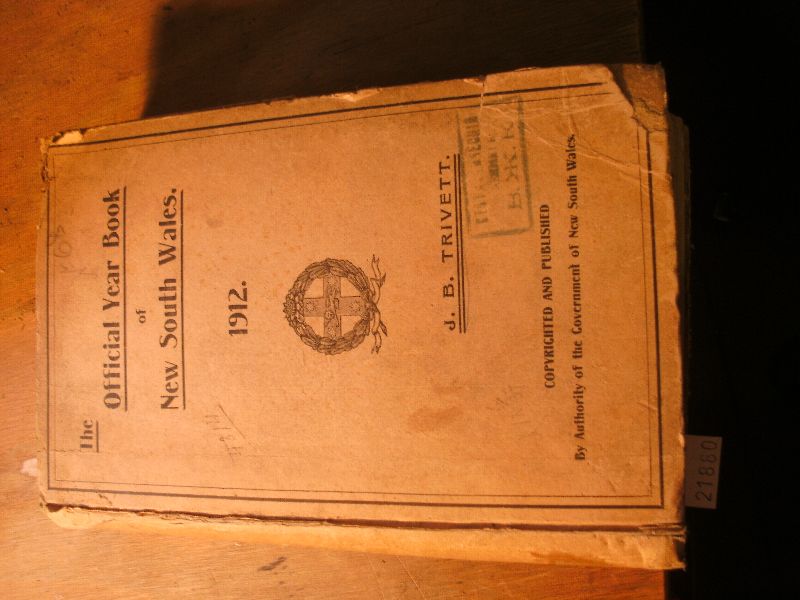 The
Official Year Book
of
New South Wales.
1912.
J. B. TRIVETT.
COPYRIGHTED AND PUBLISHED
By Authority of the Government of New South Wales.
21880